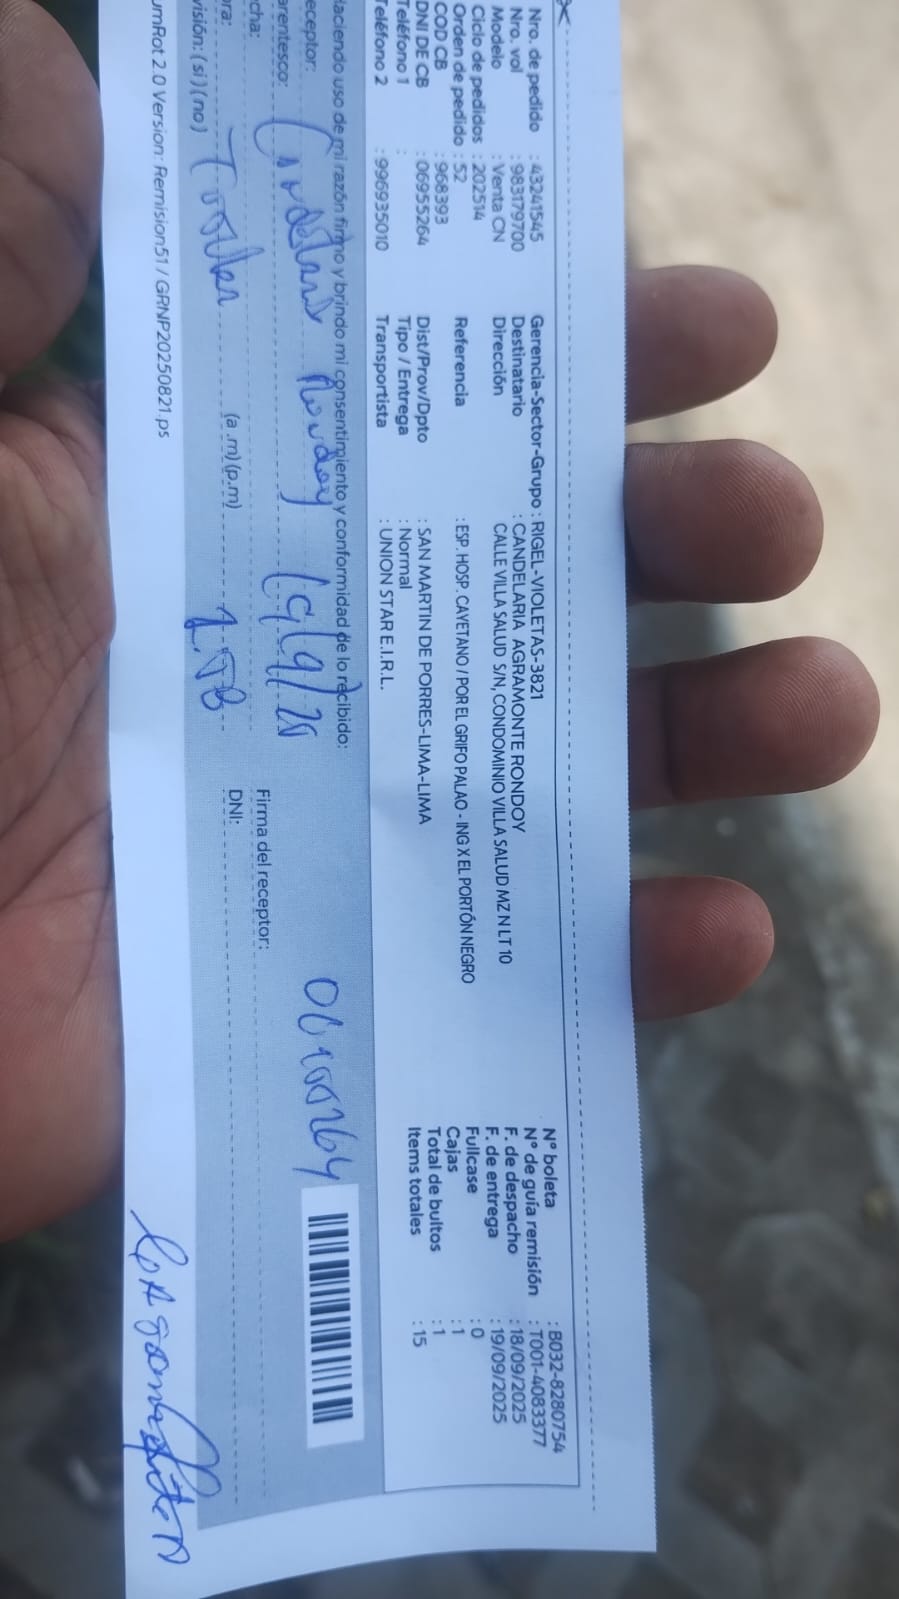 Nro. de pedido : 43241545
Nro. vol : 983179700
Modelo : Venta CN
Ciclo de pedidos : 202514
Orden de pedido : 52
COD CB : 968393
DNI DE CB : 06955264
Teléfono 1 :
Teléfono 2 : 996935010
Gerencia-Sector-Grupo : RIGEL-VIOLETAS-3821
Destinatario : CANDELARIA AGRAMONTE RONDOY
Dirección CALLE VILLA SALUD S/N, CONDOMINIO VILLA SALUD MZ N LT 10
Referencia : ESP. HOSP. CAYETANO / POR EL GRIFO PALAO - ING X EL PORTÓN NEGRO
Dist/Prov/Dpto : SAN MARTIN DE PORRES-LIMA-LIMA
Tipo / Entrega : Normal
Transportista : UNION STAR E.I.R.L.
N° boleta : B032-8280754
N° de guía remisión : T001-4083377
F. de despacho : 18/09/2025
F. de entrega : 19/09/2025
Fullcase : 0
Cajas : 1
Total de bultos : 1
Items totales : 15
Haciendo uso de mi razón firmo y brindo mi consentimiento y conformidad de lo recibido:
eceptor:
arentesco:
cha:
ora: (a .m) (p.m)
visión: (si) (no)
Firma del receptor:
DNI:
umRot 2.0 Version: Remision51 / GRNP20250821.ps